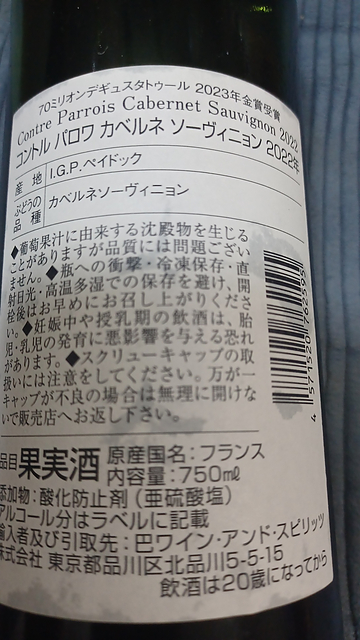 70ミリオンデギュスタトゥール 2023年金賞受賞
Contre Parrois Cabernet Sauvignon 2022
コントル パロワ カベルネ ソーヴィニョン 2022年
産地 I.G.P.ペイドック
ぶどうの品種 カベルネソーヴィニョン
◆葡萄果汁に由来する沈殿物を生じる
ことがありますが品質には問題ござい
ません。◆瓶への衝撃・冷凍保存・直
射日光・高温多湿での保存を避け、開
栓後はお早めにお召し上がりくださ
い。◆妊娠中や授乳期の飲酒は、胎
児・乳児の発育に悪影響を与える恐れ
があります。◆スクリューキャップの取
扱いには注意をしてください。万が一
キャップが不良の場合は無理に開けな
いで販売店へお返し下さい。
4 571520 762395
品目 果実酒 原産国名：フランス
内容量：750㎖
添加物：酸化防止剤（亜硫酸塩）
アルコール分はラベルに記載
輸入者及び引取先：巴ワイン・アンド・スピリッツ
株式会社 東京都品川区北品川5-5-15
飲酒は20歳になってから